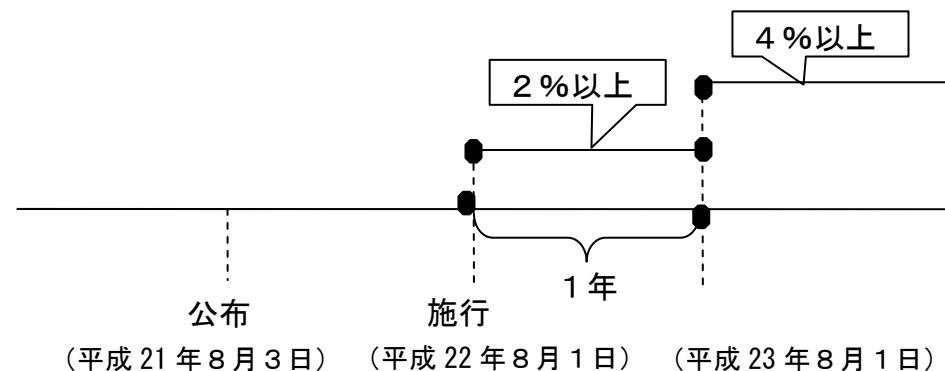 ４％以上
２％以上
１年
公布
施行
（平成 21 年８月３日）
（平成 22 年８月１日）
（平成 23 年８月１日）